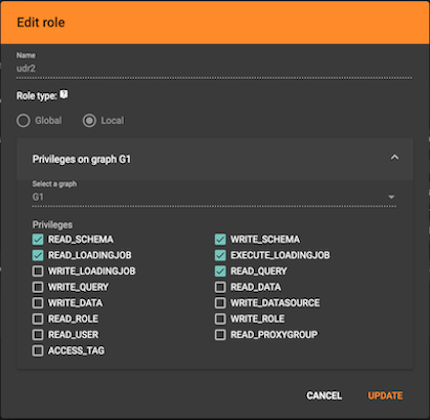 Edit role
Name
udr2
Role type: ?
Global Local
Privileges on graph G1
Select a graph
G1
Privileges
READ_SCHEMA WRITE_SCHEMA
READ_LOADINGJOB EXECUTE_LOADINGJOB
WRITE_LOADINGJOB READ_QUERY
WRITE_QUERY READ_DATA
WRITE_DATA WRITE_DATASOURCE
READ_ROLE WRITE_ROLE
READ_USER READ_PROXYGROUP
ACCESS_TAG
CANCEL UPDATE